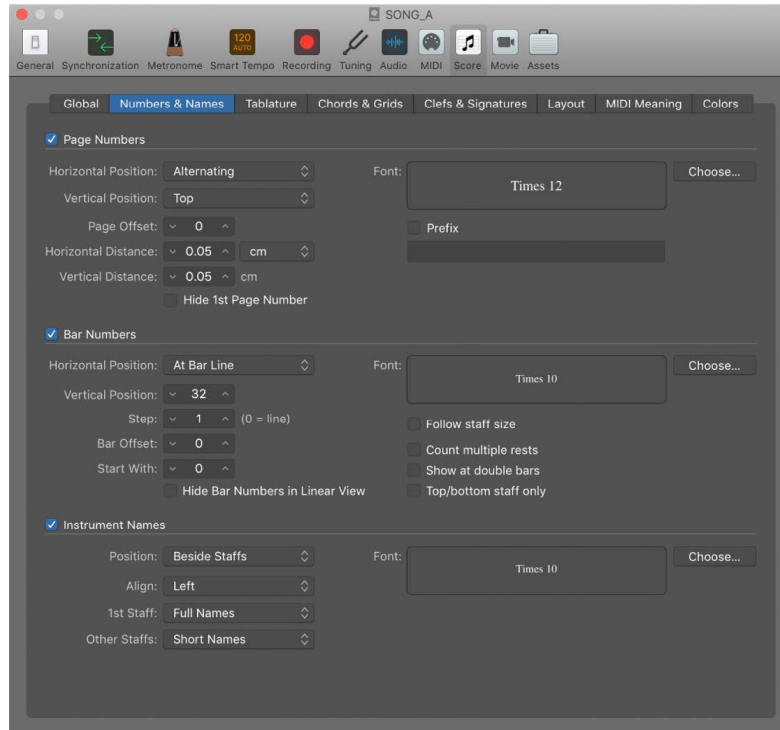 SONG_A
120
AUTO
General Synchronization Metronome Smart Tempo Recording Tuning Audio MIDI Score Movie Assets
Global Numbers & Names Tablature Chords & Grids Clefs & Signatures Layout MIDI Meaning Colors
Page Numbers
Horizontal Position: Alternating Font: Times 12 Choose...
Vertical Position: Top
Page Offset: 0 Prefix
Horizontal Distance: 0.05 cm
Vertical Distance: 0.05 cm
Hide 1st Page Number
Bar Numbers
Horizontal Position: At Bar Line Font: Times 10 Choose...
Vertical Position: 32
Step: 1 (0 = line) Follow staff size
Bar Offset: 0 Count multiple rests
Start With: 0 Show at double bars
Hide Bar Numbers in Linear View Top/bottom staff only
Instrument Names
Position: Beside Staffs Font: Times 10 Choose...
Align: Left
1st Staff: Full Names
Other Staffs: Short Names